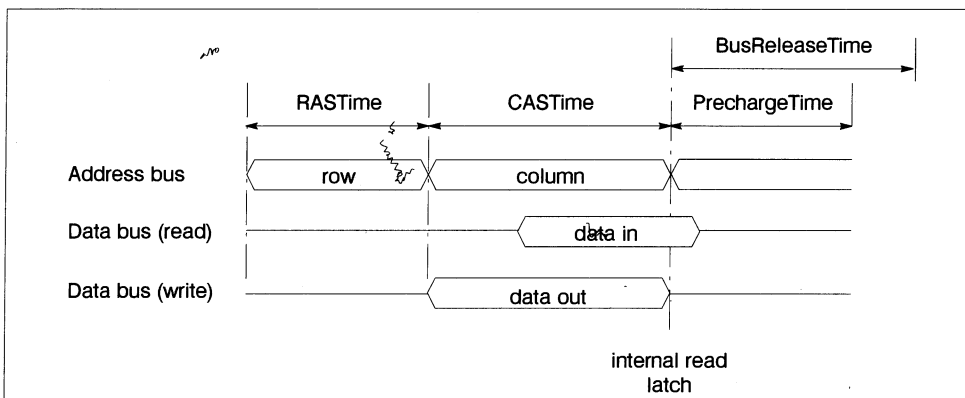 BusReleaseTime
RASTime CASTime PrechargeTime
Address bus row column
Data bus (read) data in
Data bus (write) data out
internal read
latch